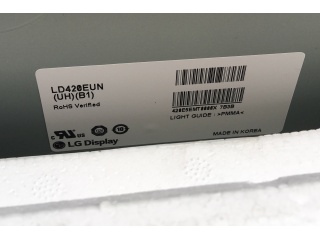 LD420EUN
(UH)(B1)
RoHS Verified
LG Display
LIGHT GUIDE : >PMMA<
MADE IN KOREA